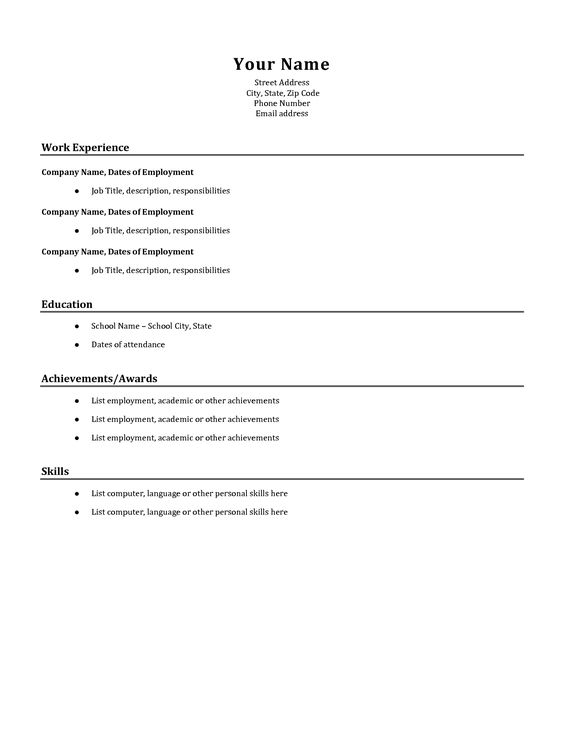 Your Name
Street Address
City, State, Zip Code
Phone Number
Email address
Work Experience
Company Name, Dates of Employment
● Job Title, description, responsibilities
Company Name, Dates of Employment
● Job Title, description, responsibilities
Company Name, Dates of Employment
● Job Title, description, responsibilities
Education
● School Name – School City, State
● Dates of attendance
Achievements/Awards
● List employment, academic or other achievements
● List employment, academic or other achievements
● List employment, academic or other achievements
Skills
● List computer, language or other personal skills here
● List computer, language or other personal skills here